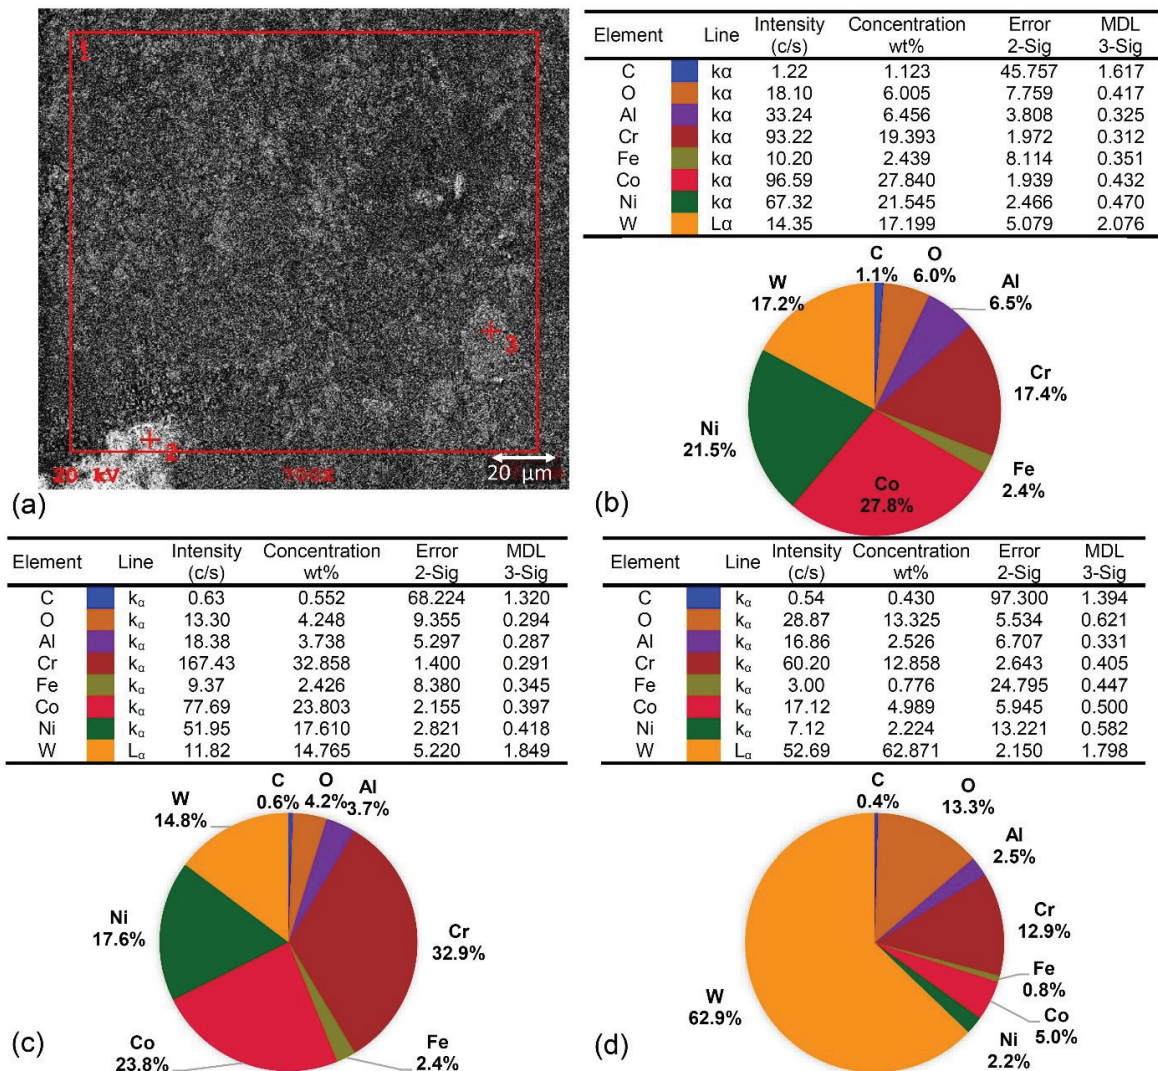 1
3
2
20 kV
100X
20 µm
(a)
Element Line Intensity (c/s) Concentration wt% Error 2-Sig MDL 3-Sig
C kα 1.22 1.123 45.757 1.617
O kα 18.10 6.005 7.759 0.417
Al kα 33.24 6.456 3.808 0.325
Cr kα 93.22 19.393 1.972 0.312
Fe kα 10.20 2.439 8.114 0.351
Co kα 96.59 27.840 1.939 0.432
Ni kα 67.32 21.545 2.466 0.470
W Lα 14.35 17.199 5.079 2.076
C 1.1%
O 6.0%
Al 6.5%
Cr 17.4%
Fe 2.4%
Co 27.8%
Ni 21.5%
W 17.2%
(b)
Element Line Intensity (c/s) Concentration wt% Error 2-Sig MDL 3-Sig
C kα 0.63 0.552 68.224 1.320
O kα 13.30 4.248 9.355 0.294
Al kα 18.38 3.738 5.297 0.287
Cr kα 167.43 32.858 1.400 0.291
Fe kα 9.37 2.426 8.380 0.345
Co kα 77.69 23.803 2.155 0.397
Ni kα 51.95 17.610 2.821 0.418
W Lα 11.82 14.765 5.220 1.849
C 0.6%
O 4.2%
Al 3.7%
Cr 32.9%
Fe 2.4%
Co 23.8%
Ni 17.6%
W 14.8%
(c)
Element Line Intensity (c/s) Concentration wt% Error 2-Sig MDL 3-Sig
C kα 0.54 0.430 97.300 1.394
O kα 28.87 13.325 5.534 0.621
Al kα 16.86 2.526 6.707 0.331
Cr kα 60.20 12.858 2.643 0.405
Fe kα 3.00 0.776 24.795 0.447
Co kα 17.12 4.989 5.945 0.500
Ni kα 7.12 2.224 13.221 0.582
W Lα 52.69 62.871 2.150 1.798
C 0.4%
O 13.3%
Al 2.5%
Cr 12.9%
Fe 0.8%
Co 5.0%
Ni 2.2%
W 62.9%
(d)